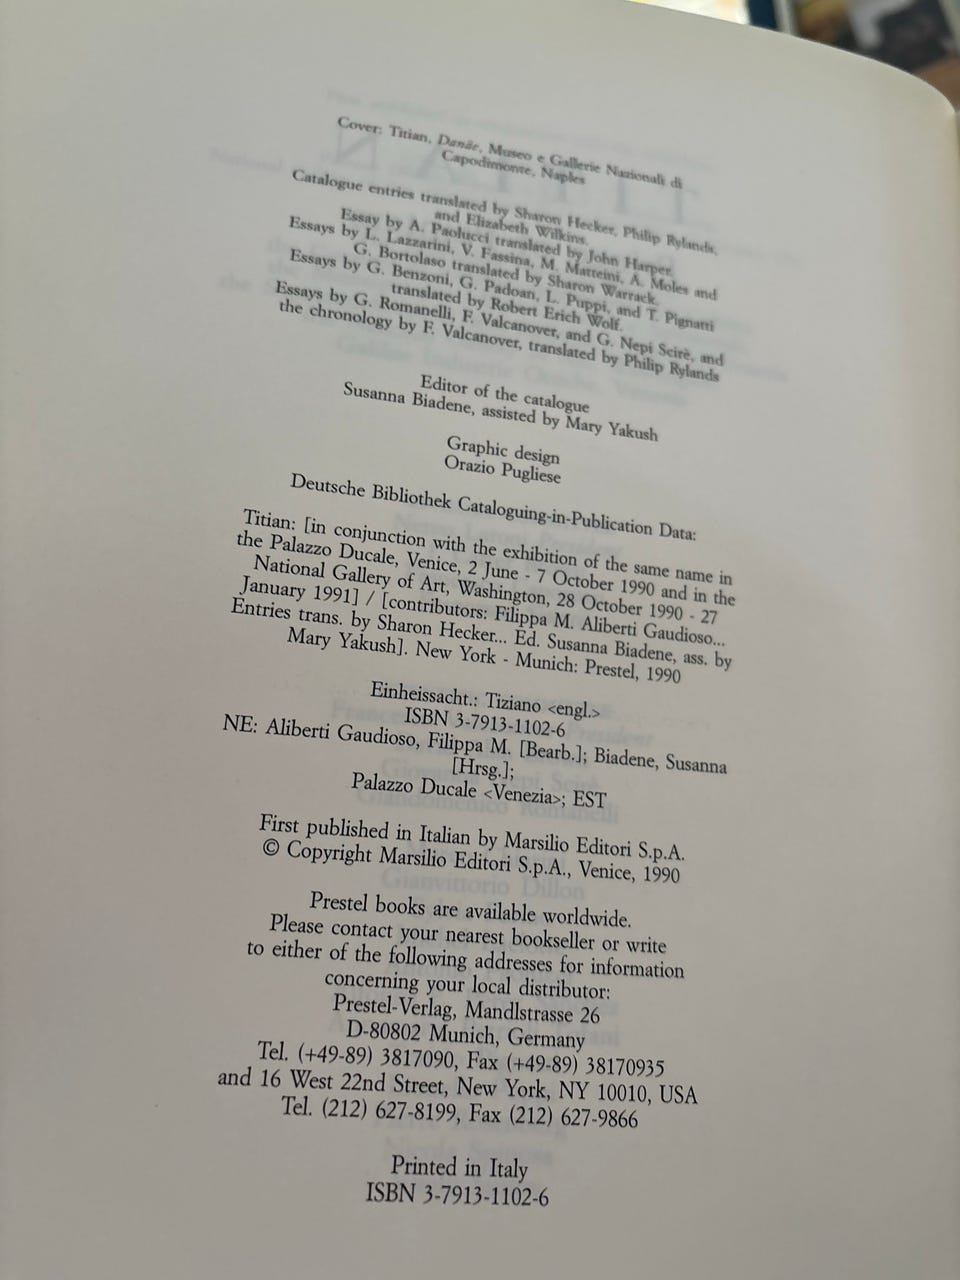 Cover: Titian, Danäe, Museo e Gallerie Nazionali di
Capodimonte, Naples
Catalogue entries translated by Sharon Hecker, Philip Rylands,
and Elizabeth Wilkins.
Essay by A. Paolucci translated by John Harper.
Essays by L. Lazzarini, V. Fassina, M. Matteini, A. Moles and
G. Bortolaso translated by Sharon Warrack.
Essays by G. Benzoni, G. Padoan, L. Puppi, and T. Pignatti
translated by Robert Erich Wolf.
Essays by G. Romanelli, F. Valcanover, and G. Nepi Scirè, and
the chronology by F. Valcanover, translated by Philip Rylands
Editor of the catalogue
Susanna Biadene, assisted by Mary Yakush
Graphic design
Orazio Pugliese
Deutsche Bibliothek Cataloguing-in-Publication Data:
Titian: [in conjunction with the exhibition of the same name in
the Palazzo Ducale, Venice, 2 June - 7 October 1990 and in the
National Gallery of Art, Washington, 28 October 1990 - 27
January 1991] / [contributors: Filippa M. Aliberti Gaudioso...
Entries trans. by Sharon Hecker... Ed. Susanna Biadene, ass. by
Mary Yakush]. New York - Munich: Prestel, 1990
Einheissacht.: Tiziano <engl.>
ISBN 3-7913-1102-6
NE: Aliberti Gaudioso, Filippa M. [Bearb.]; Biadene, Susanna
[Hrsg.];
Palazzo Ducale <Venezia>; EST
First published in Italian by Marsilio Editori S.p.A.
© Copyright Marsilio Editori S.p.A., Venice, 1990
Prestel books are available worldwide.
Please contact your nearest bookseller or write
to either of the following addresses for information
concerning your local distributor:
Prestel-Verlag, Mandlstrasse 26
D-80802 Munich, Germany
Tel. (+49-89) 3817090, Fax (+49-89) 38170935
and 16 West 22nd Street, New York, NY 10010, USA
Tel. (212) 627-8199, Fax (212) 627-9866
Printed in Italy
ISBN 3-7913-1102-6